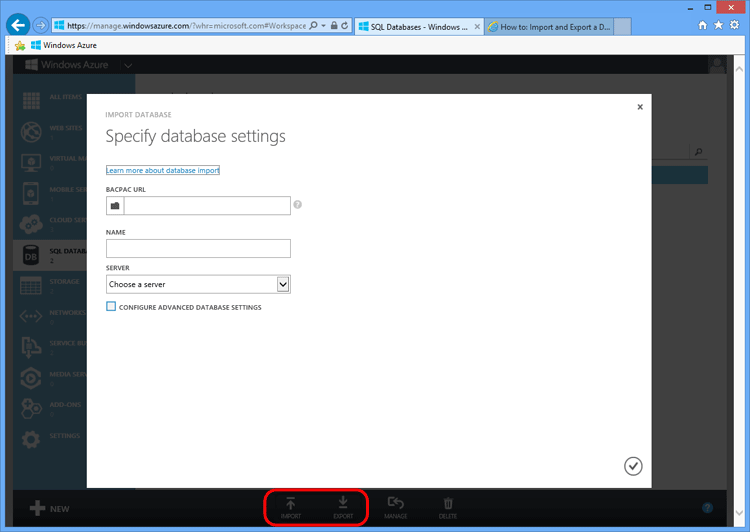 https://manage.windowsazure.com/?whr=microsoft.com#Workspace
SQL Databases - Windows ...
How to: Import and Export a D...
Windows Azure
Windows Azure
ALL ITEMS
WEB SITES
VIRTUAL MA
MOBILE SER
CLOUD SERV
SQL DATABA
STORAGE
NETWORKS
SERVICE BU
MEDIA SERV
ADD-ONS
SETTINGS
IMPORT DATABASE
x
Specify database settings
Learn more about database import
BACPAC URL
?
NAME
SERVER
Choose a server
CONFIGURE ADVANCED DATABASE SETTINGS
NEW
IMPORT
EXPORT
MANAGE
DELETE
?